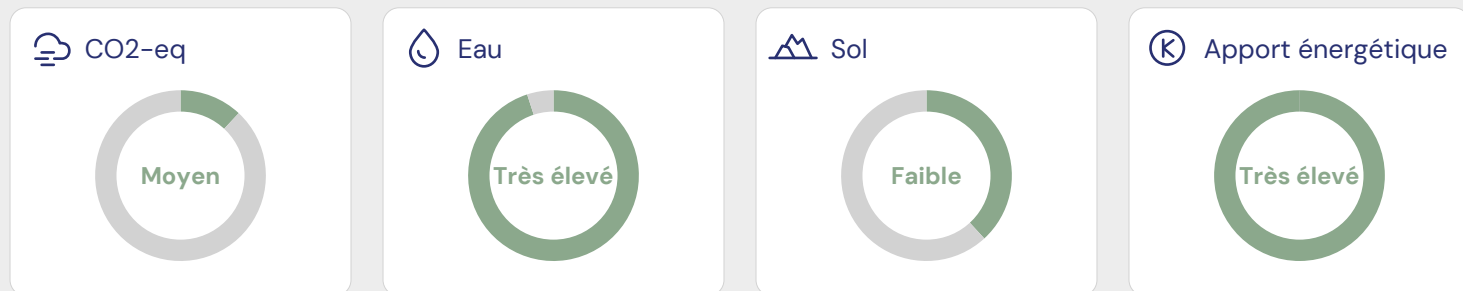 CO2-eq
Moyen
Eau
Très élevé
Sol
Faible
Apport énergétique
Très élevé